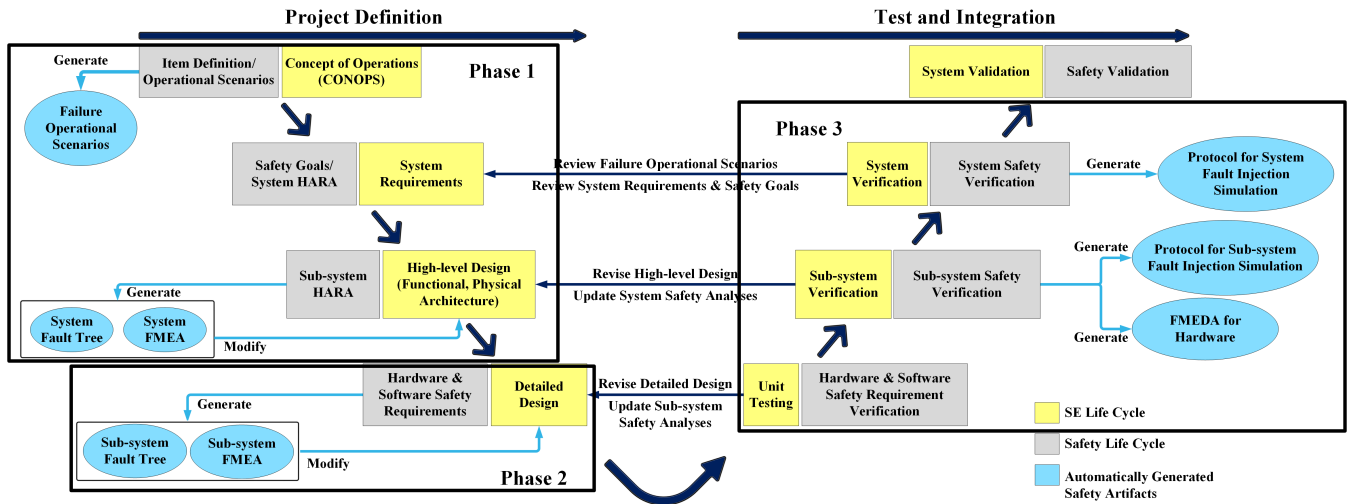 Project Definition
Test and Integration
Phase 1
Generate
Item Definition/
Operational Scenarios
Concept of Operations
(CONOPS)
Failure
Operational
Scenarios
Safety Goals/
System HARA
System
Requirements
Sub-system
HARA
High-level Design
(Functional, Physical
Architecture)
Generate
System
Fault Tree
System
FMEA
Modify
Hardware &
Software Safety
Requirements
Detailed
Design
Generate
Sub-system
Fault Tree
Sub-system
FMEA
Modify
Phase 2
Review Failure Operational Scenarios
Review System Requirements & Safety Goals
Revise High-level Design
Update System Safety Analyses
Revise Detailed Design
Update Sub-system
Safety Analyses
System Validation
Safety Validation
Phase 3
System
Verification
System Safety
Verification
Generate
Protocol for System
Fault Injection
Simulation
Sub-system
Verification
Sub-system Safety
Verification
Generate
Protocol for Sub-system
Fault Injection Simulation
Generate
FMEDA for
Hardware
Unit
Testing
Hardware & Software
Safety Requirement
Verification
SE Life Cycle
Safety Life Cycle
Automatically Generated
Safety Artifacts